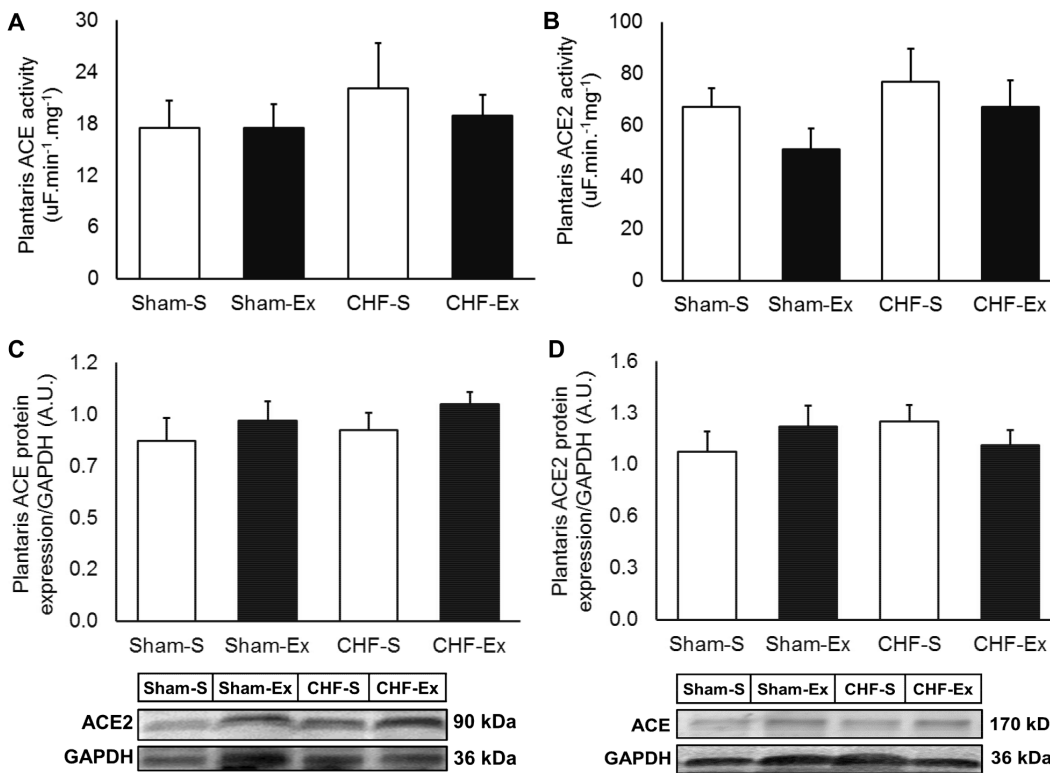 A
Plantaris ACE activity
(uF.min⁻¹.mg⁻¹)
30
24
18
12
6
0
Sham-S Sham-Ex CHF-S CHF-Ex
B
Plantaris ACE2 activity
(uF.min.⁻¹mg⁻¹)
100
80
60
40
20
0
Sham-S Sham-Ex CHF-S CHF-Ex
C
Plantaris ACE protein
expression/GAPDH (A.U.)
1.2
1.0
0.7
0.5
0.2
0.0
Sham-S Sham-Ex CHF-S CHF-Ex
Sham-S Sham-Ex CHF-S CHF-Ex
ACE2 90 kDa
GAPDH 36 kDa
D
Plantaris ACE2 protein
expression/GAPDH (A.U.)
1.6
1.3
1.0
0.6
0.3
0.0
Sham-S Sham-Ex CHF-S CHF-Ex
Sham-S Sham-Ex CHF-S CHF-Ex
ACE 170 kD
GAPDH 36 kDa